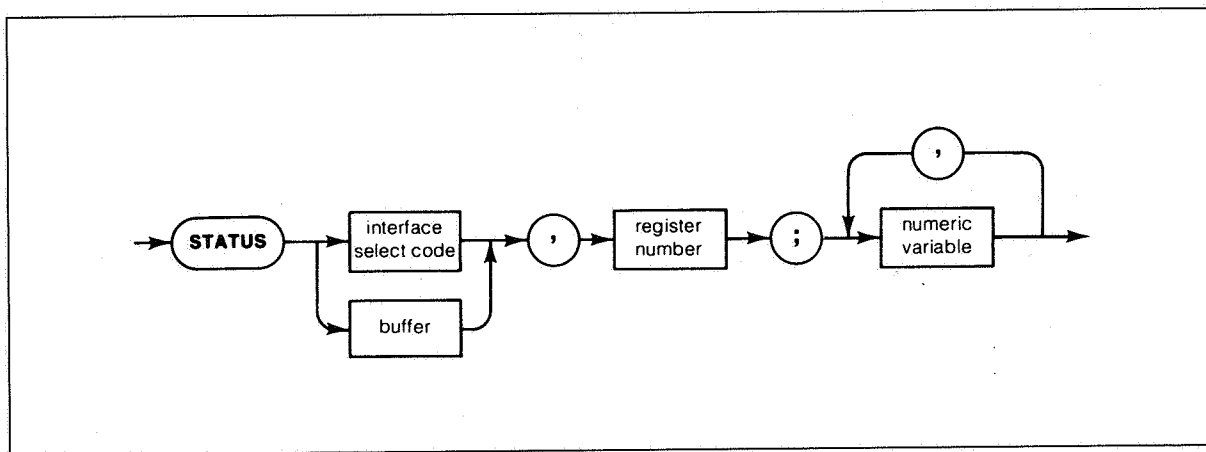 ,
STATUS
interface
select code
,
register
number
;
numeric
variable
buffer